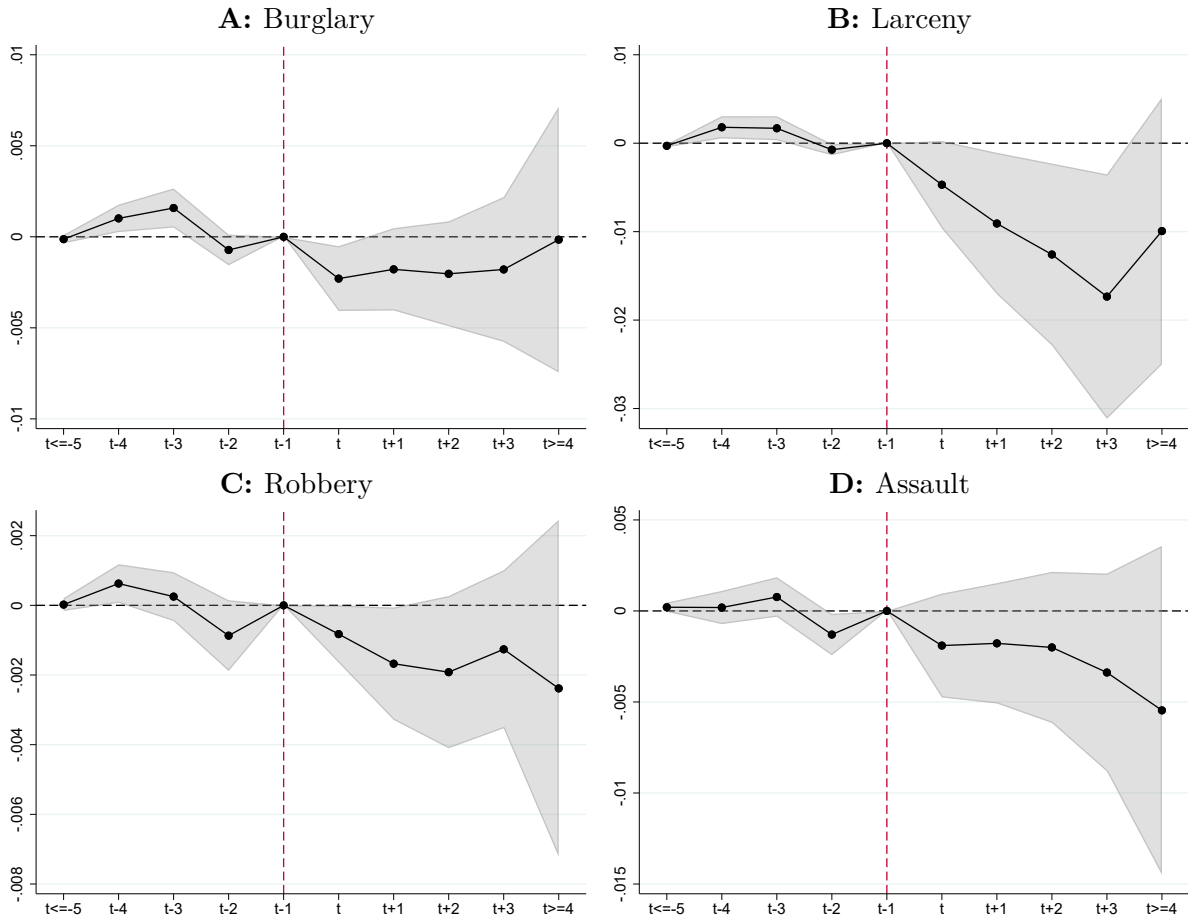 A: Burglary
.01
.005
0
-.005
-.01
t<=-5 t-4 t-3 t-2 t-1 t t+1 t+2 t+3 t>=4
B: Larceny
.01
0
-.01
-.02
-.03
t<=-5 t-4 t-3 t-2 t-1 t t+1 t+2 t+3 t>=4
C: Robbery
.002
0
-.002
-.004
-.006
-.008
t<=-5 t-4 t-3 t-2 t-1 t t+1 t+2 t+3 t>=4
D: Assault
.005
0
-.005
-.01
-.015
t<=-5 t-4 t-3 t-2 t-1 t t+1 t+2 t+3 t>=4